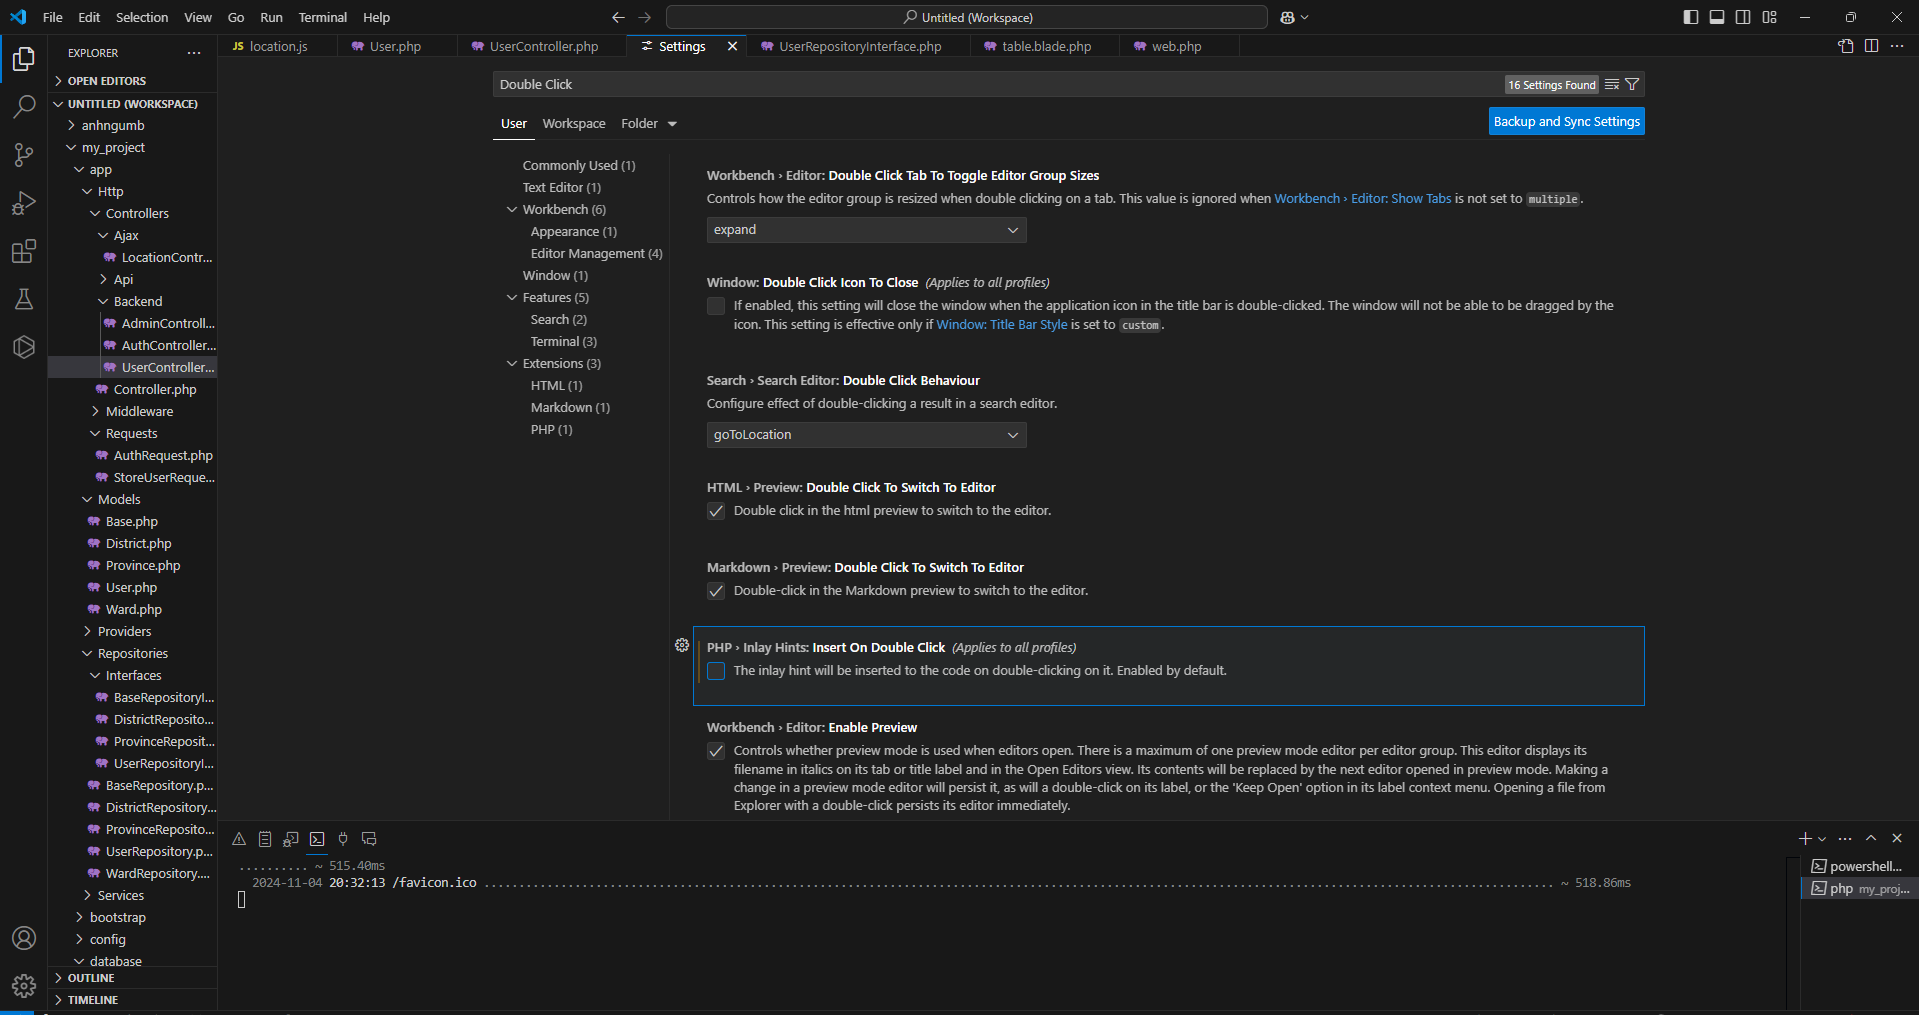 File Edit Selection View Go Run Terminal Help
Untitled (Workspace)
EXPLORER
JS location.js
User.php
UserController.php
Settings
UserRepositoryInterface.php
table.blade.php
web.php
OPEN EDITORS
UNTITLED (WORKSPACE)
anhngumb
my_project
app
Http
Controllers
Ajax
LocationContr...
Api
Backend
AdminControll...
AuthController...
UserController...
Controller.php
Middleware
Requests
AuthRequest.php
StoreUserReque...
Models
Base.php
District.php
Province.php
User.php
Ward.php
Providers
Repositories
Interfaces
BaseRepositoryI...
DistrictReposito...
ProvinceReposit...
UserRepositoryI...
BaseRepository.p...
DistrictRepository...
ProvinceReposito...
UserRepository.p...
WardRepository....
Services
bootstrap
config
database
OUTLINE
TIMELINE
Double Click
16 Settings Found
User Workspace Folder
Backup and Sync Settings
Commonly Used (1)
Text Editor (1)
Workbench (6)
Appearance (1)
Editor Management (4)
Window (1)
Features (5)
Search (2)
Terminal (3)
Extensions (3)
HTML (1)
Markdown (1)
PHP (1)
Workbench › Editor: Double Click Tab To Toggle Editor Group Sizes
Controls how the editor group is resized when double clicking on a tab. This value is ignored when Workbench › Editor: Show Tabs is not set to multiple.
expand
Window: Double Click Icon To Close (Applies to all profiles)
If enabled, this setting will close the window when the application icon in the title bar is double-clicked. The window will not be able to be dragged by the
icon. This setting is effective only if Window: Title Bar Style is set to custom.
Search › Search Editor: Double Click Behaviour
Configure effect of double-clicking a result in a search editor.
goToLocation
HTML › Preview: Double Click To Switch To Editor
Double click in the html preview to switch to the editor.
Markdown › Preview: Double Click To Switch To Editor
Double-click in the Markdown preview to switch to the editor.
PHP › Inlay Hints: Insert On Double Click (Applies to all profiles)
The inlay hint will be inserted to the code on double-clicking on it. Enabled by default.
Workbench › Editor: Enable Preview
Controls whether preview mode is used when editors open. There is a maximum of one preview mode editor per editor group. This editor displays its
filename in italics on its tab or title label and in the Open Editors view. Its contents will be replaced by the next editor opened in preview mode. Making a
change in a preview mode editor will persist it, as will a double-click on its label, or the 'Keep Open' option in its label context menu. Opening a file from
Explorer with a double-click persists its editor immediately.
.......... ~ 515.40ms
2024-11-04 20:32:13 /favicon.ico .................................................. ~ 518.86ms
powershell...
php my_proj...